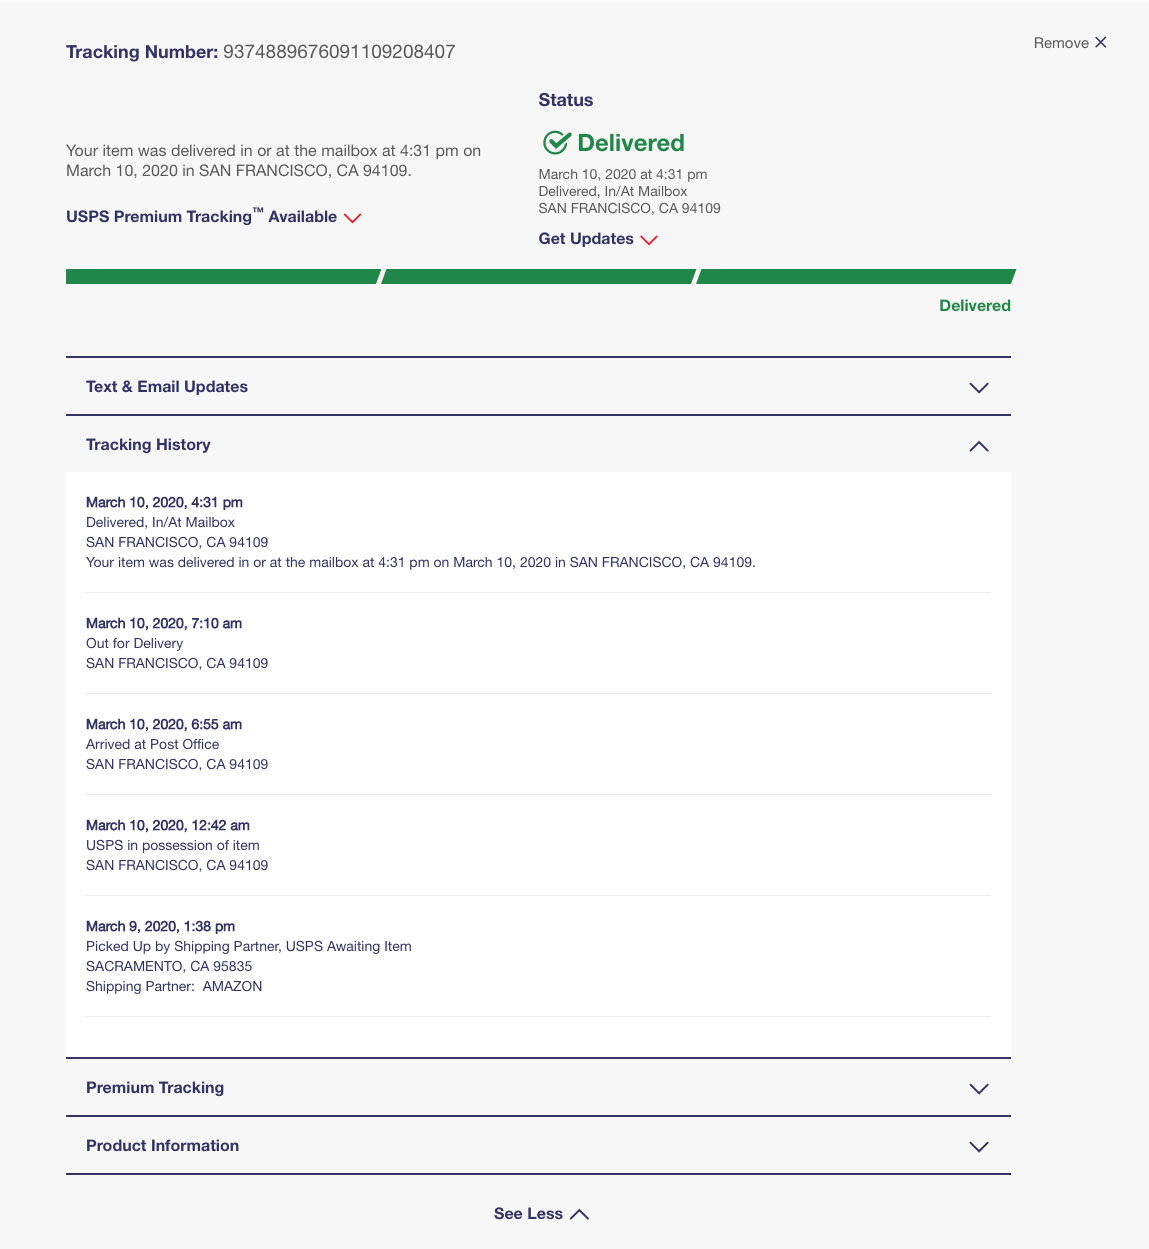 Tracking Number: 9374889676091109208407
Remove
Your item was delivered in or at the mailbox at 4:31 pm on
March 10, 2020 in SAN FRANCISCO, CA 94109.
USPS Premium Tracking™ Available
Status
Delivered
March 10, 2020 at 4:31 pm
Delivered, In/At Mailbox
SAN FRANCISCO, CA 94109
Get Updates
Delivered
Text & Email Updates
Tracking History
March 10, 2020, 4:31 pm
Delivered, In/At Mailbox
SAN FRANCISCO, CA 94109
Your item was delivered in or at the mailbox at 4:31 pm on March 10, 2020 in SAN FRANCISCO, CA 94109.
March 10, 2020, 7:10 am
Out for Delivery
SAN FRANCISCO, CA 94109
March 10, 2020, 6:55 am
Arrived at Post Office
SAN FRANCISCO, CA 94109
March 10, 2020, 12:42 am
USPS in possession of item
SAN FRANCISCO, CA 94109
March 9, 2020, 1:38 pm
Picked Up by Shipping Partner, USPS Awaiting Item
SACRAMENTO, CA 95835
Shipping Partner:  AMAZON
Premium Tracking
Product Information
See Less